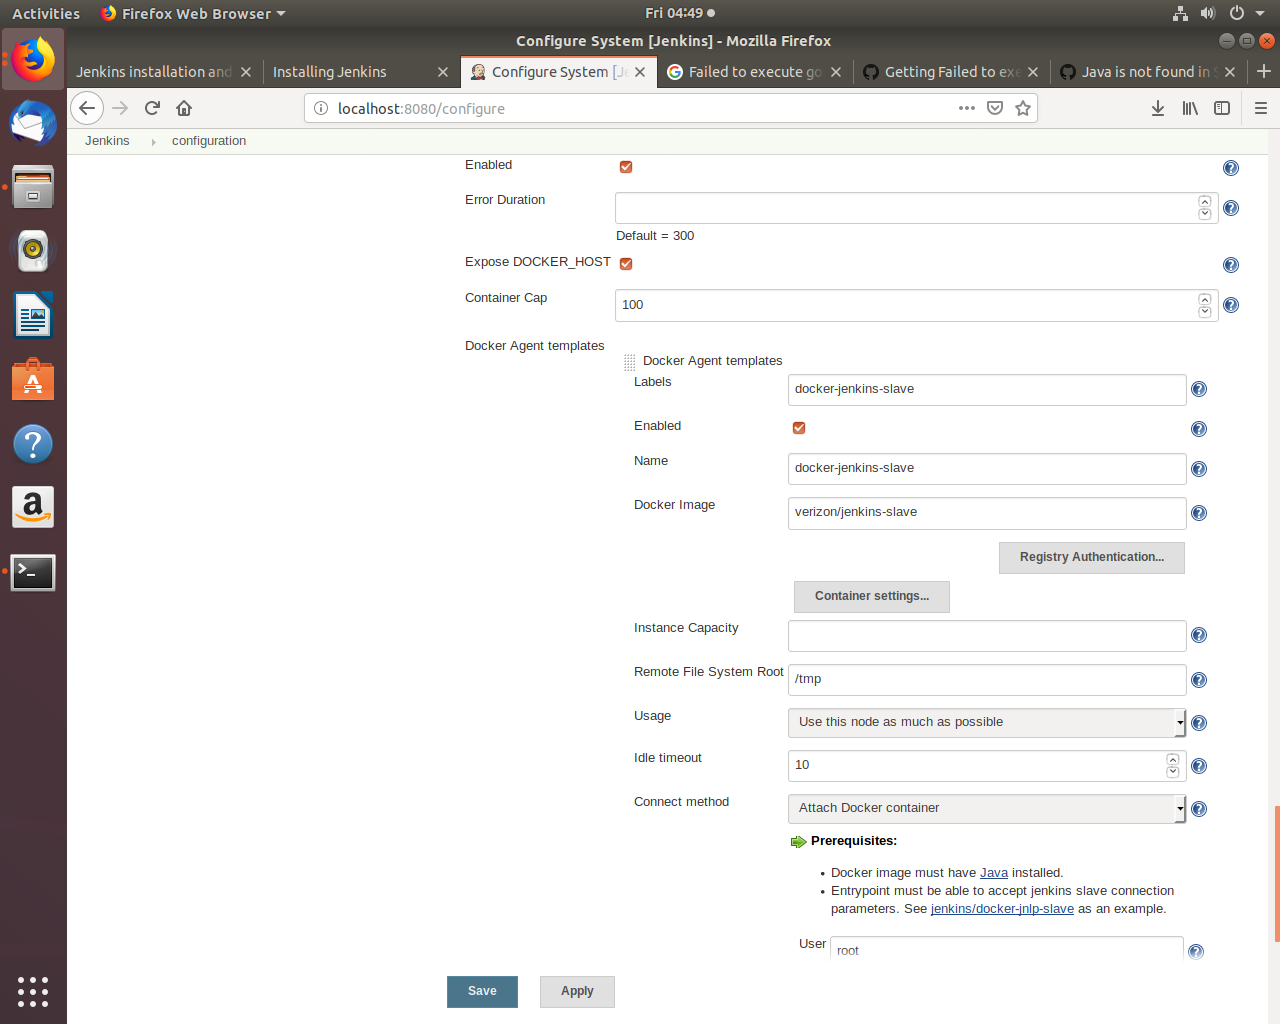 Activities
Firefox Web Browser
Fri 04:49
Configure System [Jenkins] - Mozilla Firefox
Jenkins installation and
Installing Jenkins
Configure System [Je
Failed to execute go
Getting Failed to exe
Java is not found in S
localhost:8080/configure
Jenkins
configuration
Enabled
Error Duration
Default = 300
Expose DOCKER_HOST
Container Cap
100
Docker Agent templates
Docker Agent templates
Labels
docker-jenkins-slave
Enabled
Name
docker-jenkins-slave
Docker Image
verizon/jenkins-slave
Registry Authentication...
Container settings...
Instance Capacity
Remote File System Root
/tmp
Usage
Use this node as much as possible
Idle timeout
10
Connect method
Attach Docker container
Prerequisites:
• Docker image must have Java installed.
• Entrypoint must be able to accept jenkins slave connection
parameters. See jenkins/docker-jnlp-slave as an example.
User
root
Save
Apply